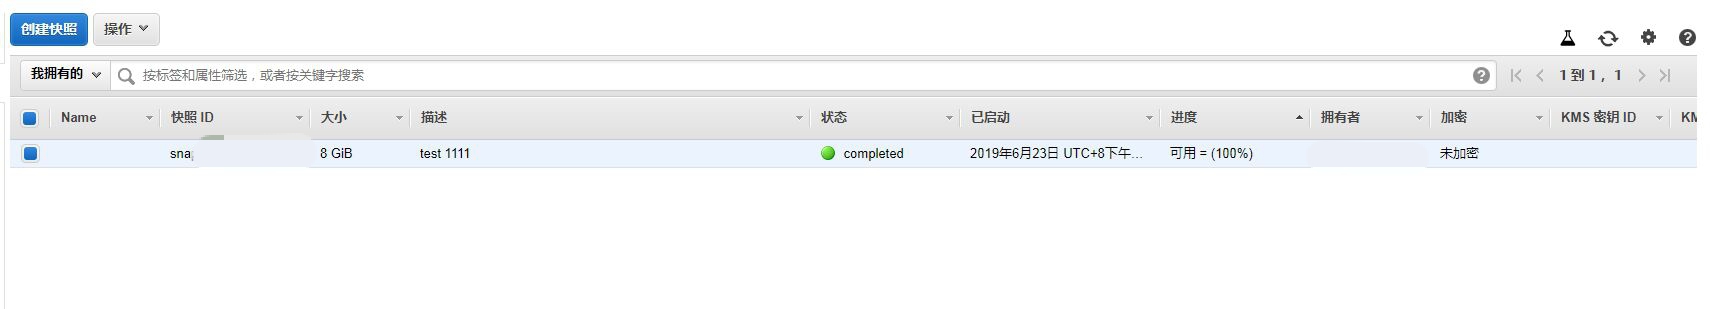 创建快照 操作
我拥有的 按标签和属性筛选，或者按关键字搜索 1 到 1， 1
Name 快照 ID 大小 描述 状态 已启动 进度 拥有者 加密 KMS 密钥 ID KM
8 GiB test 1111 completed 2019年6月23日 UTC+8下午... 可用 = (100%) 未加密